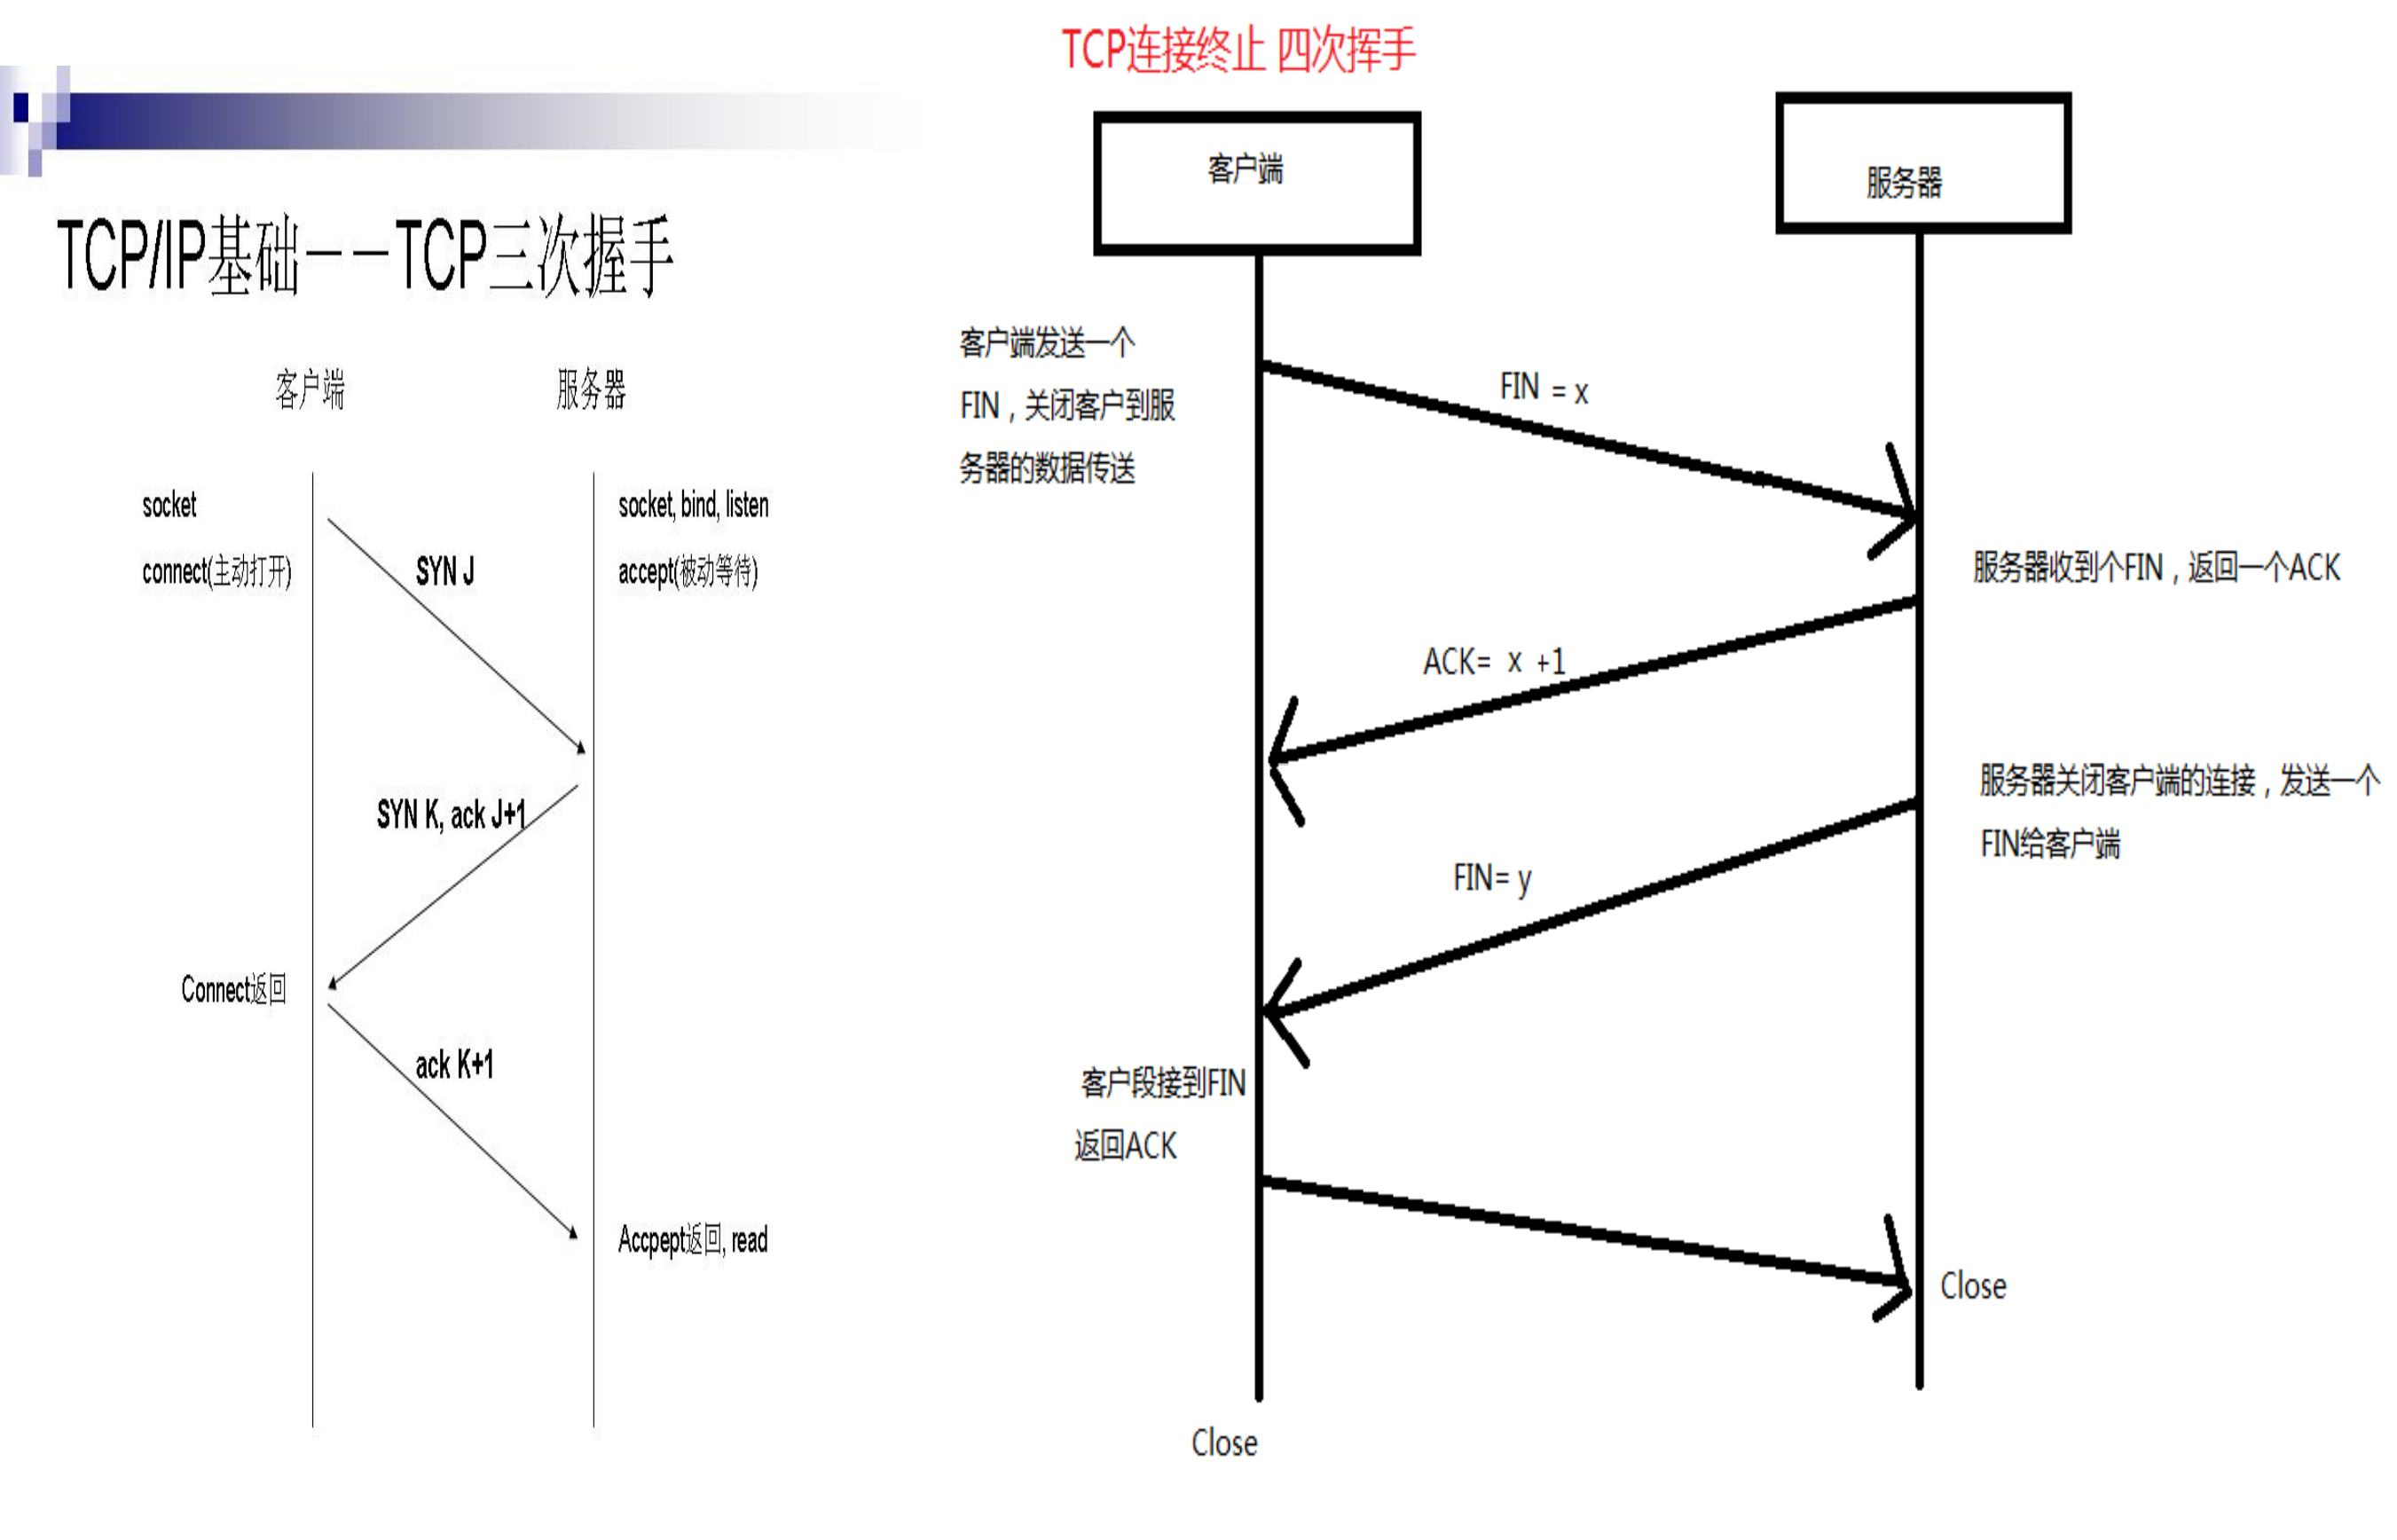 TCP/IP基础－－TCP三次握手
客户端
服务器
socket
socket, bind, listen
connect(主动打开)
SYN J
accept(被动等待)
SYN K, ack J+1
Connect返回
ack K+1
Accpept返回, read
TCP连接终止 四次挥手
客户端
服务器
客户端发送一个
FIN，关闭客户到服
务器的数据传送
FIN = x
服务器收到个FIN，返回一个ACK
ACK= x +1
服务器关闭客户端的连接，发送一个
FIN给客户端
FIN= y
客户段接到FIN
返回ACK
Close
Close